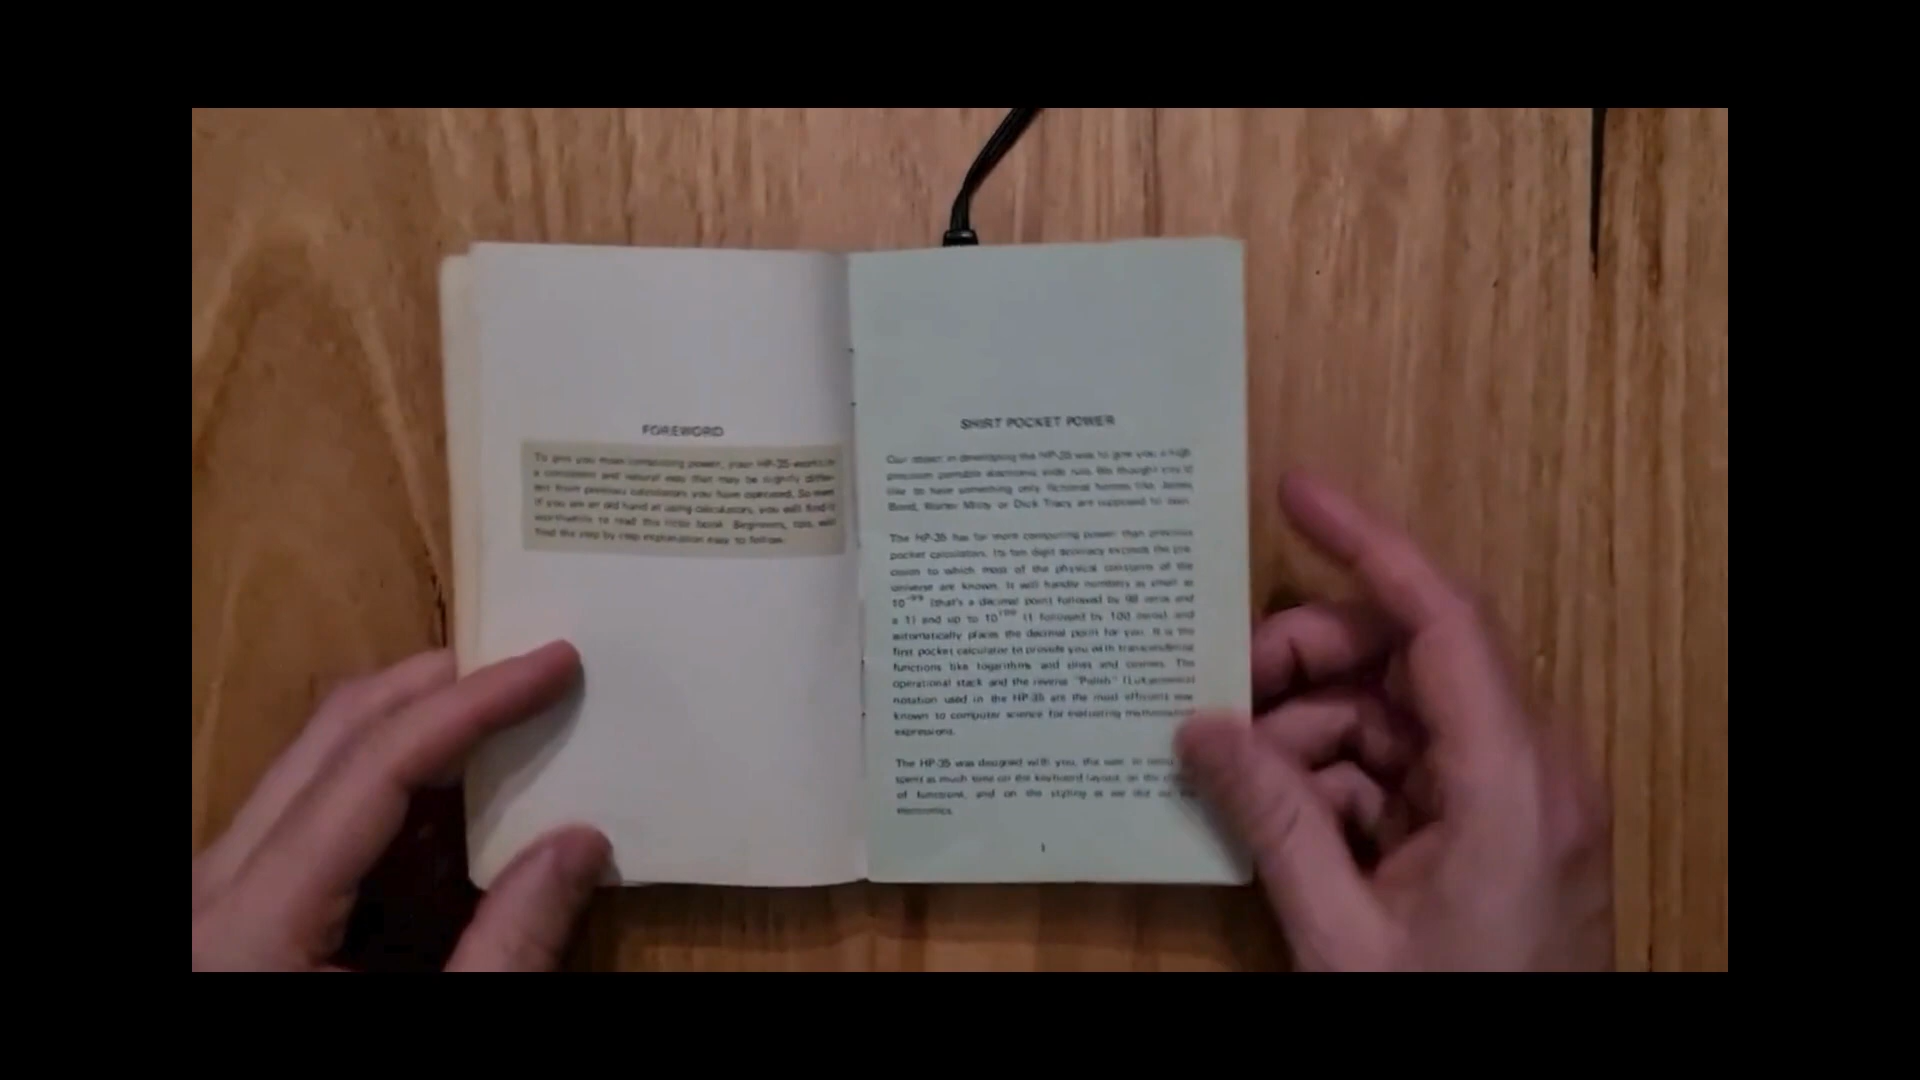 FOREWORD
To give you more computing power, your HP-35 works in
a consistent and natural way that may be slightly differ-
ent from previous calculators you have operated. So even
if you are an old hand at using calculators, you will find it
worthwhile to read this little book. Beginners, too, will
find the step by step explanation easy to follow.
SHIRT POCKET POWER
Our object in developing the HP-35 was to give you a high
precision portable electronic slide rule. We thought you'd
like to have something only fictional heroes like James
Bond, Walter Mitty or Dick Tracy are supposed to own.
The HP-35 has far more computing power than previous
pocket calculators. Its ten digit accuracy exceeds the pre-
cision to which most of the physical constants of the
universe are known. It will handle numbers as small as
10⁻⁹⁹ (that's a decimal point followed by 98 zeros and
a 1) and up to 10¹⁰⁰ (1 followed by 100 zeros) and
automatically places the decimal point for you. It is the
first pocket calculator to provide you with transcendental
functions like logarithms and sines and cosines. The
operational stack and the reverse "Polish" (Lukasiewicz)
notation used in the HP-35 are the most efficient way
known to computer science for evaluating mathematical
expressions.
The HP-35 was designed with you, the user, in
spent as much time on the keyboard layout, on the
of functions, and on the styling as we did on the
electronics.
1